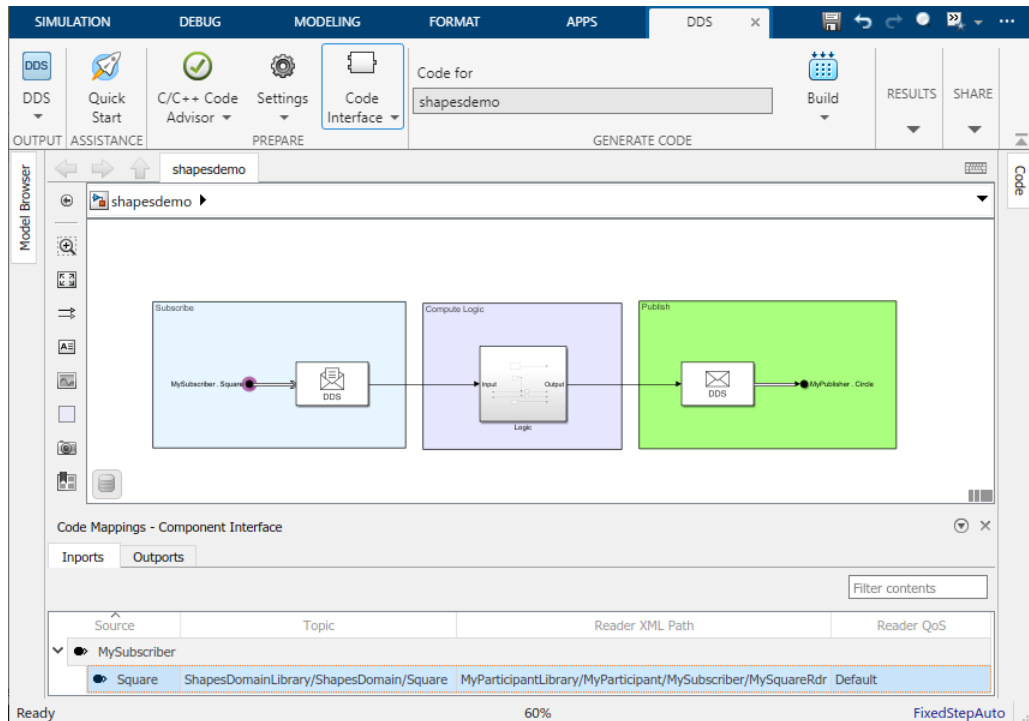 SIMULATION DEBUG MODELING FORMAT APPS DDS
DDS
DDS Quick Start C/C++ Code Advisor Settings Code Interface
Code for
shapesdemo
Build RESULTS SHARE
OUTPUT ASSISTANCE PREPARE GENERATE CODE
Model Browser
Code
shapesdemo
shapesdemo
Subscribe
MySubscriber . Square
DDS
Compute Logic
Input Output
Logic
Publish
DDS
MyPublisher . Circle
Code Mappings - Component Interface
Inports Outports
Filter contents
Source Topic Reader XML Path Reader QoS
MySubscriber
Square ShapesDomainLibrary/ShapesDomain/Square MyParticipantLibrary/MyParticipant/MySubscriber/MySquareRdr Default
Ready 60% FixedStepAuto